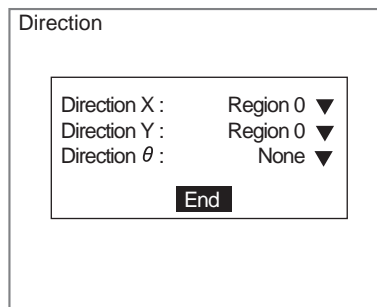 Direction
Direction X : Region 0 ▼
Direction Y : Region 0 ▼
Direction θ : None ▼
End